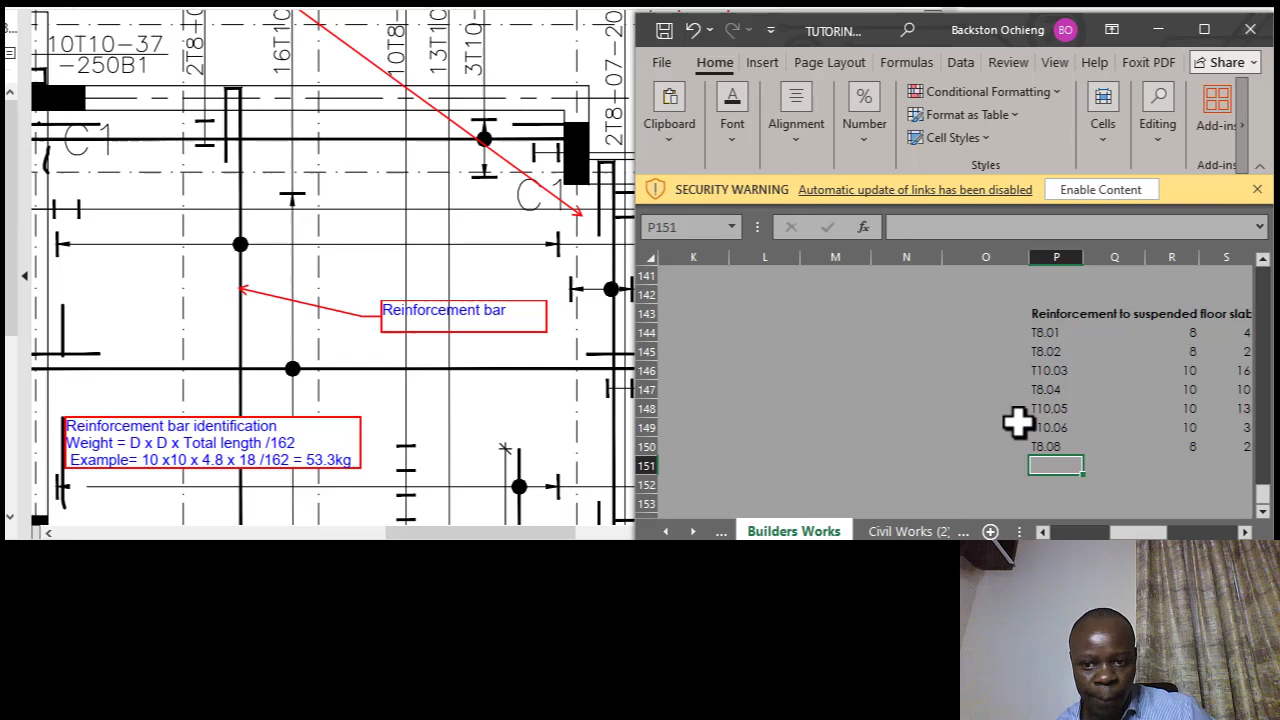 10T10-37
-250B1
2T8-0
16T10
10T8-
13T10
3T10-
2T8-07-20
C 1
C 1
Reinforcement bar
Reinforcement bar identification
Weight = D x D x Total length /162
Example= 10 x10 x 4.8 x 18 /162 = 53.3kg
TUTORIN...
Backston Ochieng
BO
File Home Insert Page Layout Formulas Data Review View Help Foxit PDF Share
Clipboard
Font
Alignment
Number
Conditional Formatting
Format as Table
Cell Styles
Styles
Cells
Editing
Add-ins
Add-ins
SECURITY WARNING Automatic update of links has been disabled Enable Content
P151
fx
K L M N O P Q R S
141
142
143 Reinforcement to suspended floor slab
144 T8.01 8 4
145 T8.02 8 2
146 T10.03 10 16
147 T8.04 10 10
148 T10.05 10 13
149 10.06 10 3
150 T8.08 8 2
151
152
153
... Builders Works Civil Works (2) ...